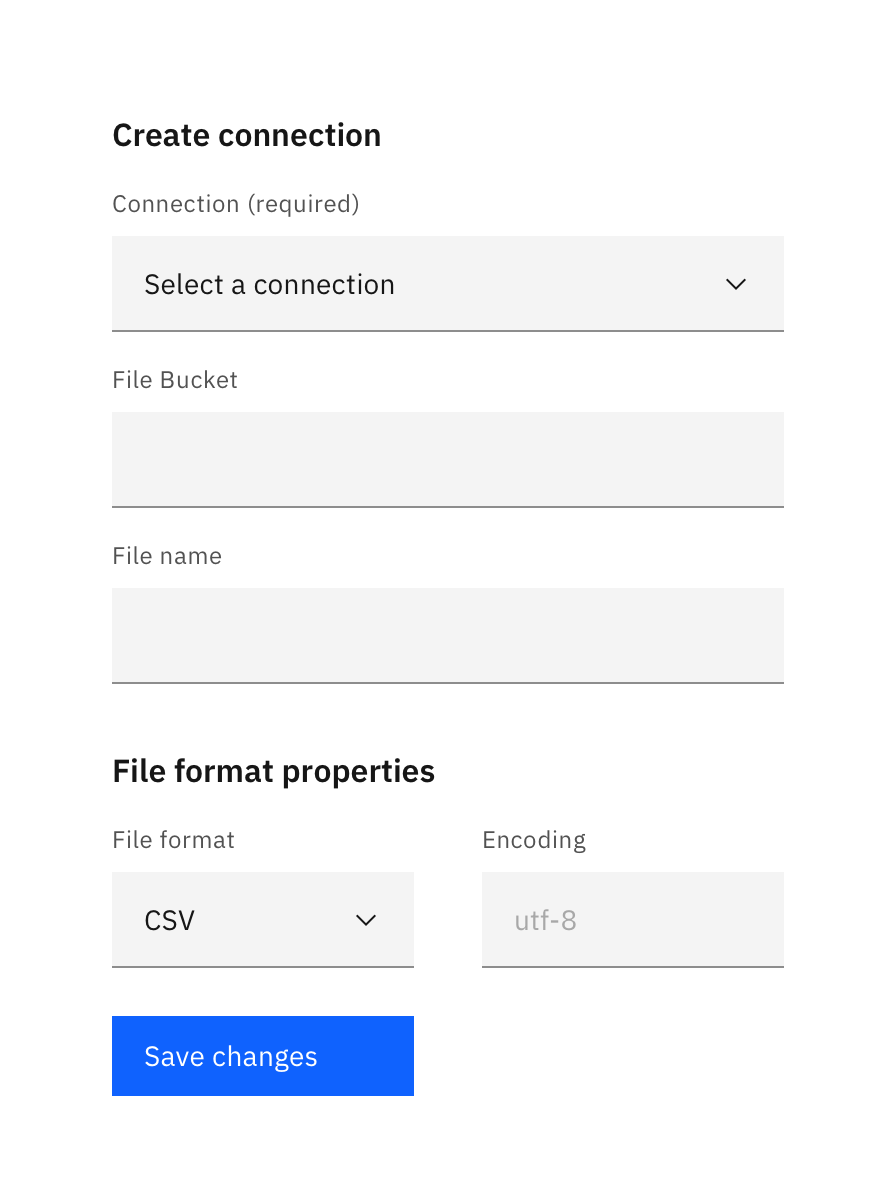 Create connection
Connection (required)
Select a connection
File Bucket
File name
File format properties
File format
Encoding
CSV
utf-8
Save changes